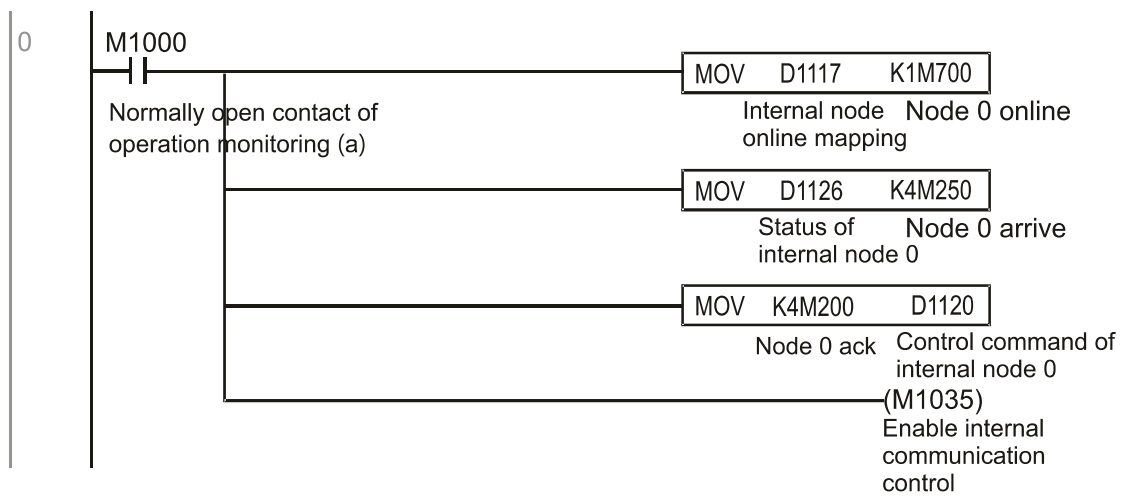 0
M1000
MOV D1117 K1M700
Normally open contact of
operation monitoring (a)
Internal node
online mapping
Node 0 online
MOV D1126 K4M250
Status of
internal node 0
Node 0 arrive
MOV K4M200 D1120
Node 0 ack
Control command of
internal node 0
(M1035)
Enable internal
communication
control